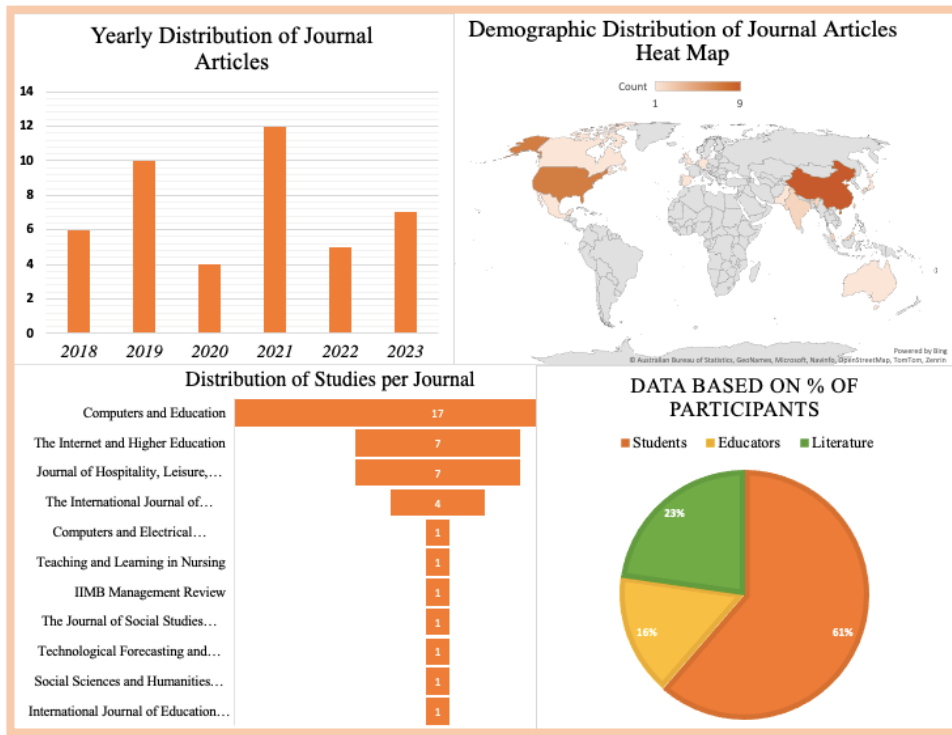 Yearly Distribution of Journal
Articles
14
12
10
8
6
4
2
0
2018 2019 2020 2021 2022 2023
Demographic Distribution of Journal Articles
Heat Map
Count
1 9
Powered by Bing
© Australian Bureau of Statistics, GeoNames, Microsoft, Navinfo, OpenStreetMap, TomTom, Zenrin
Distribution of Studies per Journal
Computers and Education 17
The Internet and Higher Education 7
Journal of Hospitality, Leisure,... 7
The International Journal of... 4
Computers and Electrical... 1
Teaching and Learning in Nursing 1
IIMB Management Review 1
The Journal of Social Studies... 1
Technological Forecasting and... 1
Social Sciences and Humanities... 1
International Journal of Education... 1
DATA BASED ON % OF
PARTICIPANTS
Students Educators Literature
23%
16% 61%